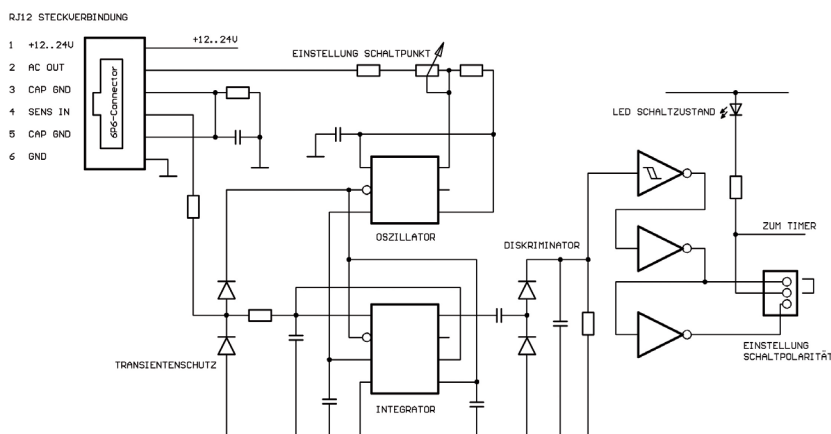 RJ12 STECKVERBINDUNG
1 +12..24V
2 AC OUT
3 CAP GND
4 SENS IN
5 CAP GND
6 GND
6P6-Connector
+12..24V
EINSTELLUNG SCHALTPUNKT
LED SCHALTZUSTAND
OSZILLATOR
DISKRIMINATOR
ZUM TIMER
TRANSIENTENSCHUTZ
EINSTELLUNG
SCHALTPOLARITÄT
INTEGRATOR